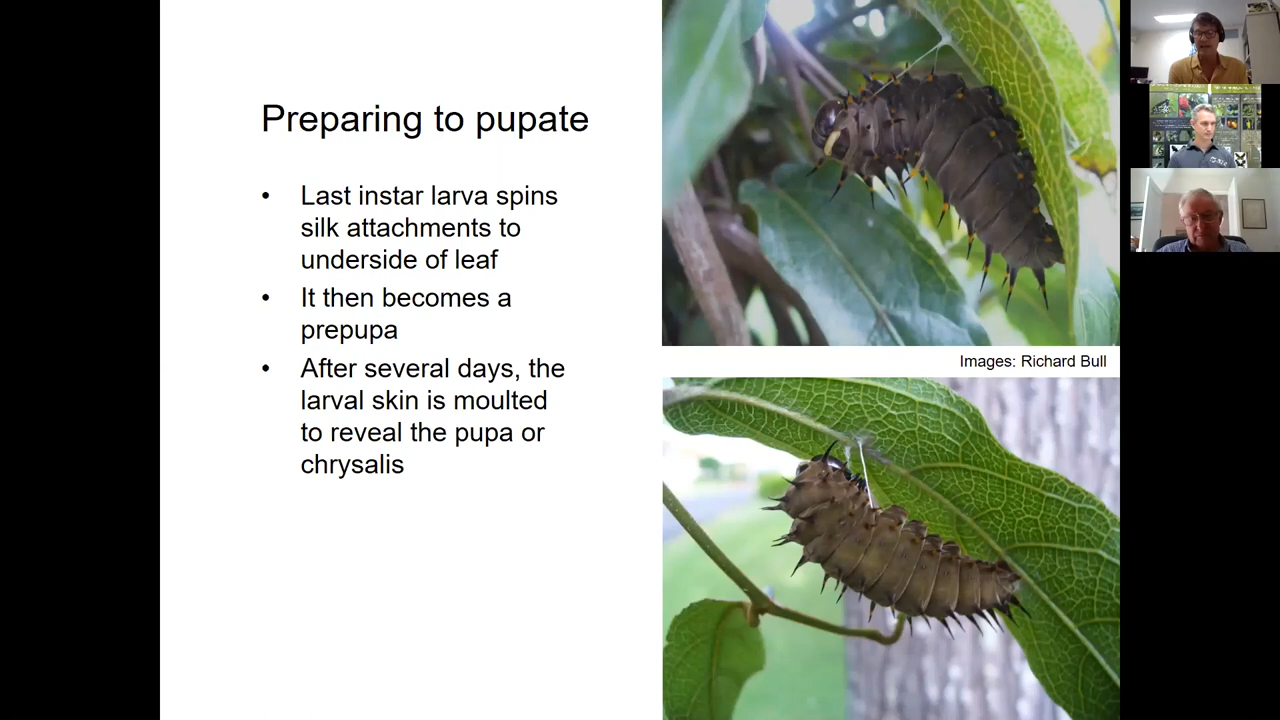 Preparing to pupate
• Last instar larva spins
silk attachments to
underside of leaf
• It then becomes a
prepupa
• After several days, the
larval skin is moulted
to reveal the pupa or
chrysalis
Images: Richard Bull